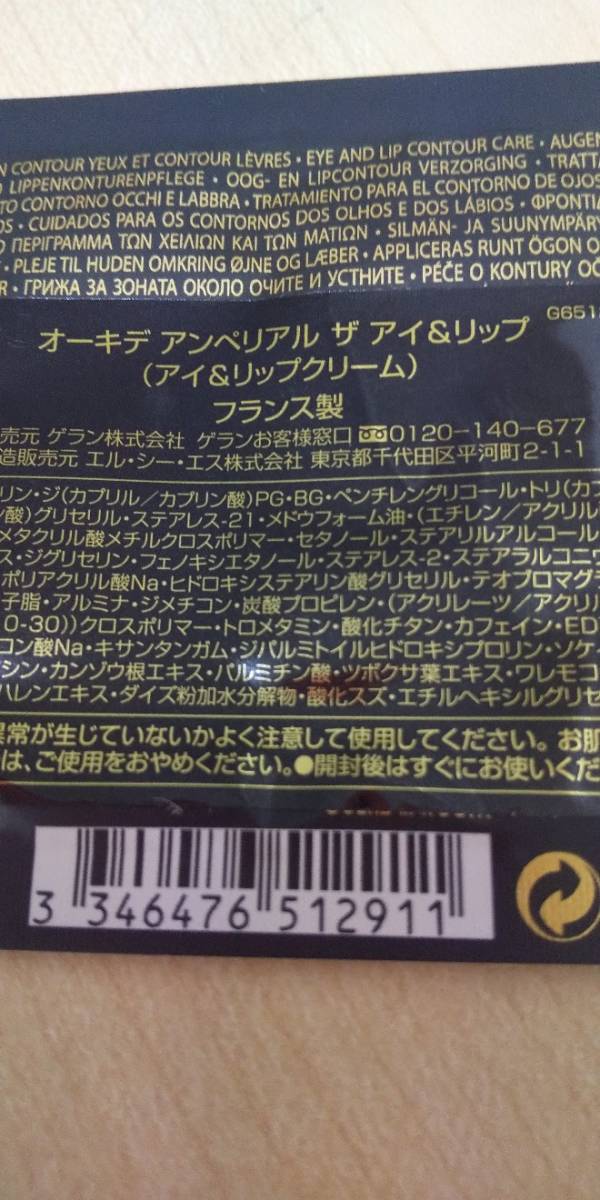 N CONTOUR YEUX ET CONTOUR LÈVRES • EYE AND LIP CONTOUR CARE • AUGEN
LIPPENKONTURENPFLEGE • OOG- EN LIPCONTOUR VERZORGING • TRATTA
TO CONTORNO OCCHI E LABBRA • TRATAMIENTO PARA EL CONTORNO DE OJOS
OS • CUIDADOS PARA OS CONTORNOS DOS OLHOS E DOS LÁBIOS • ΦΡΟΝΤΙ
Ο ΠΕΡΙΓΡΑΜΜΑ ΤΩΝ ΧΕΙΛΙΩΝ ΚΑΙ ΤΩΝ ΜΑΤΙΩΝ • SILMÄN- JA SUUNYMPÄR
• PLEJE TIL HUDEN OMKRING ØJNE OG LÆBER • APPLICERAS RUNT ÖGON O
R • ГРИЖА ЗА ЗОНАТА ОКОЛО ОЧИТЕ И УСТНИТЕ • PÉČE O KONTURY OČ
G651
オーキデ アンペリアル ザ アイ&リップ
(アイ&リップクリーム)
フランス製
売元 ゲラン株式会社 ゲランお客様窓口 0120-140-677
造販売元 エル・シー・エス株式会社 東京都千代田区平河町2-1-1
リン・ジ(カプリル/カプリン酸)PG・BG・ペンチレングリコール・トリ(カプ
酸)グリセリル・ステアレス-21・メドウフォーム油・(エチレン/アクリル
メタクリル酸メチルクロスポリマー・セタノール・ステアリルアルコール
ス・ジグリセリン・フェノキシエタノール・ステアレス-2・ステアラルコニウ
ポリアクリル酸Na・ヒドロキシステアリン酸グリセリル・テオブロマグラ
子脂・アルミナ・ジメチコン・炭酸プロピレン・(アクリレーツ/アクリル
0-30))クロスポリマー・トロメタミン・酸化チタン・カフェイン・ED
コン酸Na・キサンタンガム・ジパルミトイルヒドロキシプロリン・ソケ
シン・カンゾウ根エキス・パルミチン酸・ツボクサ葉エキス・ワレモコ
ハレンエキス・ダイズ粉加水分解物・酸化スズ・エチルヘキシルグリセ
異常が生じていないかよく注意して使用してください。お肌
は、ご使用をおやめください。●開封後はすぐにお使いくだ
3 346476 512911